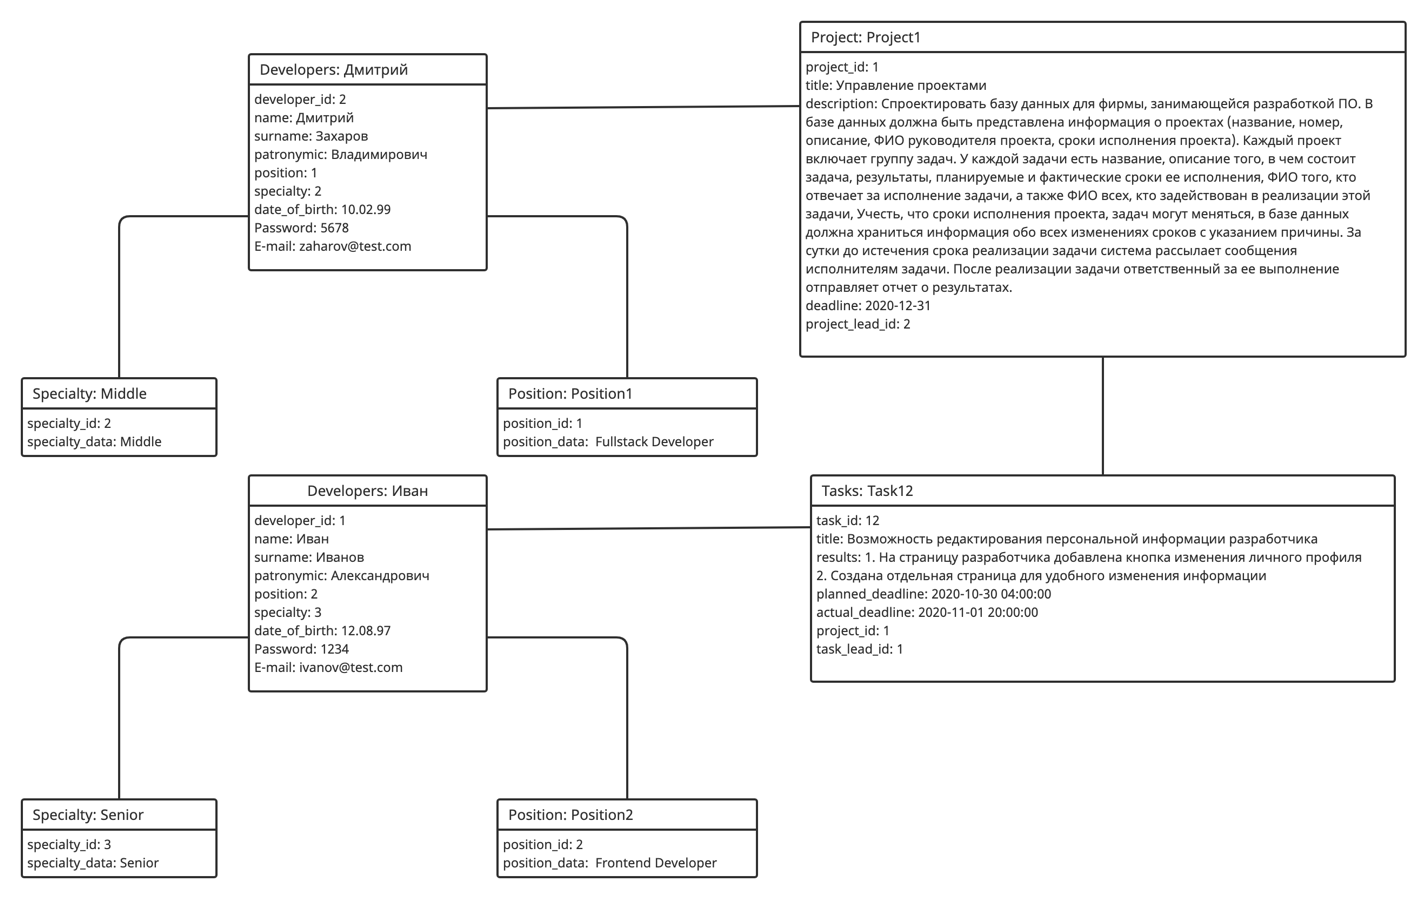 Developers: Дмитрий
developer_id: 2
name: Дмитрий
surname: Захаров
patronymic: Владимирович
position: 1
specialty: 2
date_of_birth: 10.02.99
Password: 5678
E-mail: zaharov@test.com
Project: Project1
project_id: 1
title: Управление проектами
description: Спроектировать базу данных для фирмы, занимающейся разработкой ПО. В
базе данных должна быть представлена информация о проектах (название, номер,
описание, ФИО руководителя проекта, сроки исполнения проекта). Каждый проект
включает группу задач. У каждой задачи есть название, описание того, в чем состоит
задача, результаты, планируемые и фактические сроки ее исполнения, ФИО того, кто
отвечает за исполнение задачи, а также ФИО всех, кто задействован в реализации этой
задачи, Учесть, что сроки исполнения проекта, задач могут меняться, в базе данных
должна храниться информация обо всех изменениях сроков с указанием причины. За
сутки до истечения срока реализации задачи система рассылает сообщения
исполнителям задачи. После реализации задачи ответственный за ее выполнение
отправляет отчет о результатах.
deadline: 2020-12-31
project_lead_id: 2
Specialty: Middle
specialty_id: 2
specialty_data: Middle
Position: Position1
position_id: 1
position_data:  Fullstack Developer
Developers: Иван
developer_id: 1
name: Иван
surname: Иванов
patronymic: Александрович
position: 2
specialty: 3
date_of_birth: 12.08.97
Password: 1234
E-mail: ivanov@test.com
Tasks: Task12
task_id: 12
title: Возможность редактирования персональной информации разработчика
results: 1. На страницу разработчика добавлена кнопка изменения личного профиля
2. Создана отдельная страница для удобного изменения информации
planned_deadline: 2020-10-30 04:00:00
actual_deadline: 2020-11-01 20:00:00
project_id: 1
task_lead_id: 1
Specialty: Senior
specialty_id: 3
specialty_data: Senior
Position: Position2
position_id: 2
position_data:  Frontend Developer